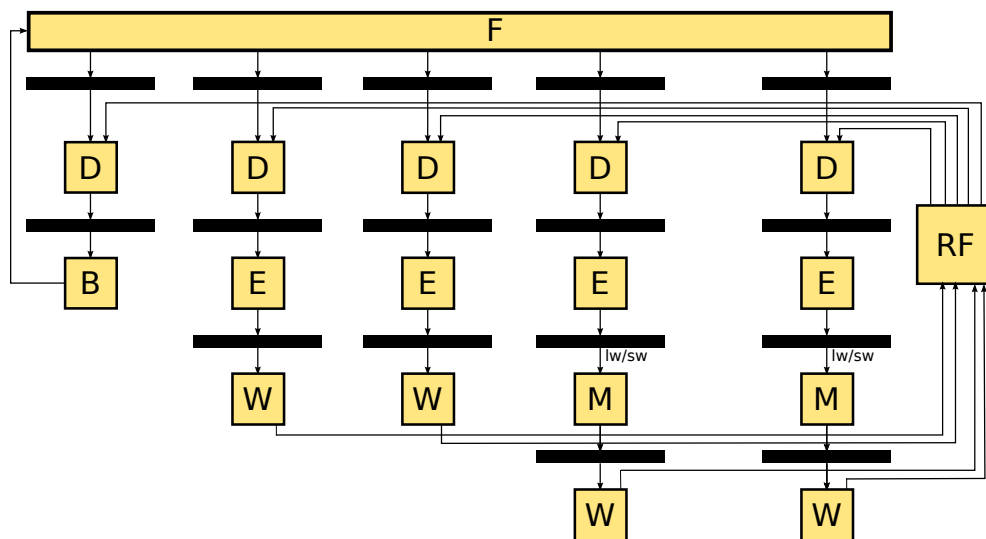 F
D D D D D
RF
B E E E E
lw/sw lw/sw
W W M M
W W